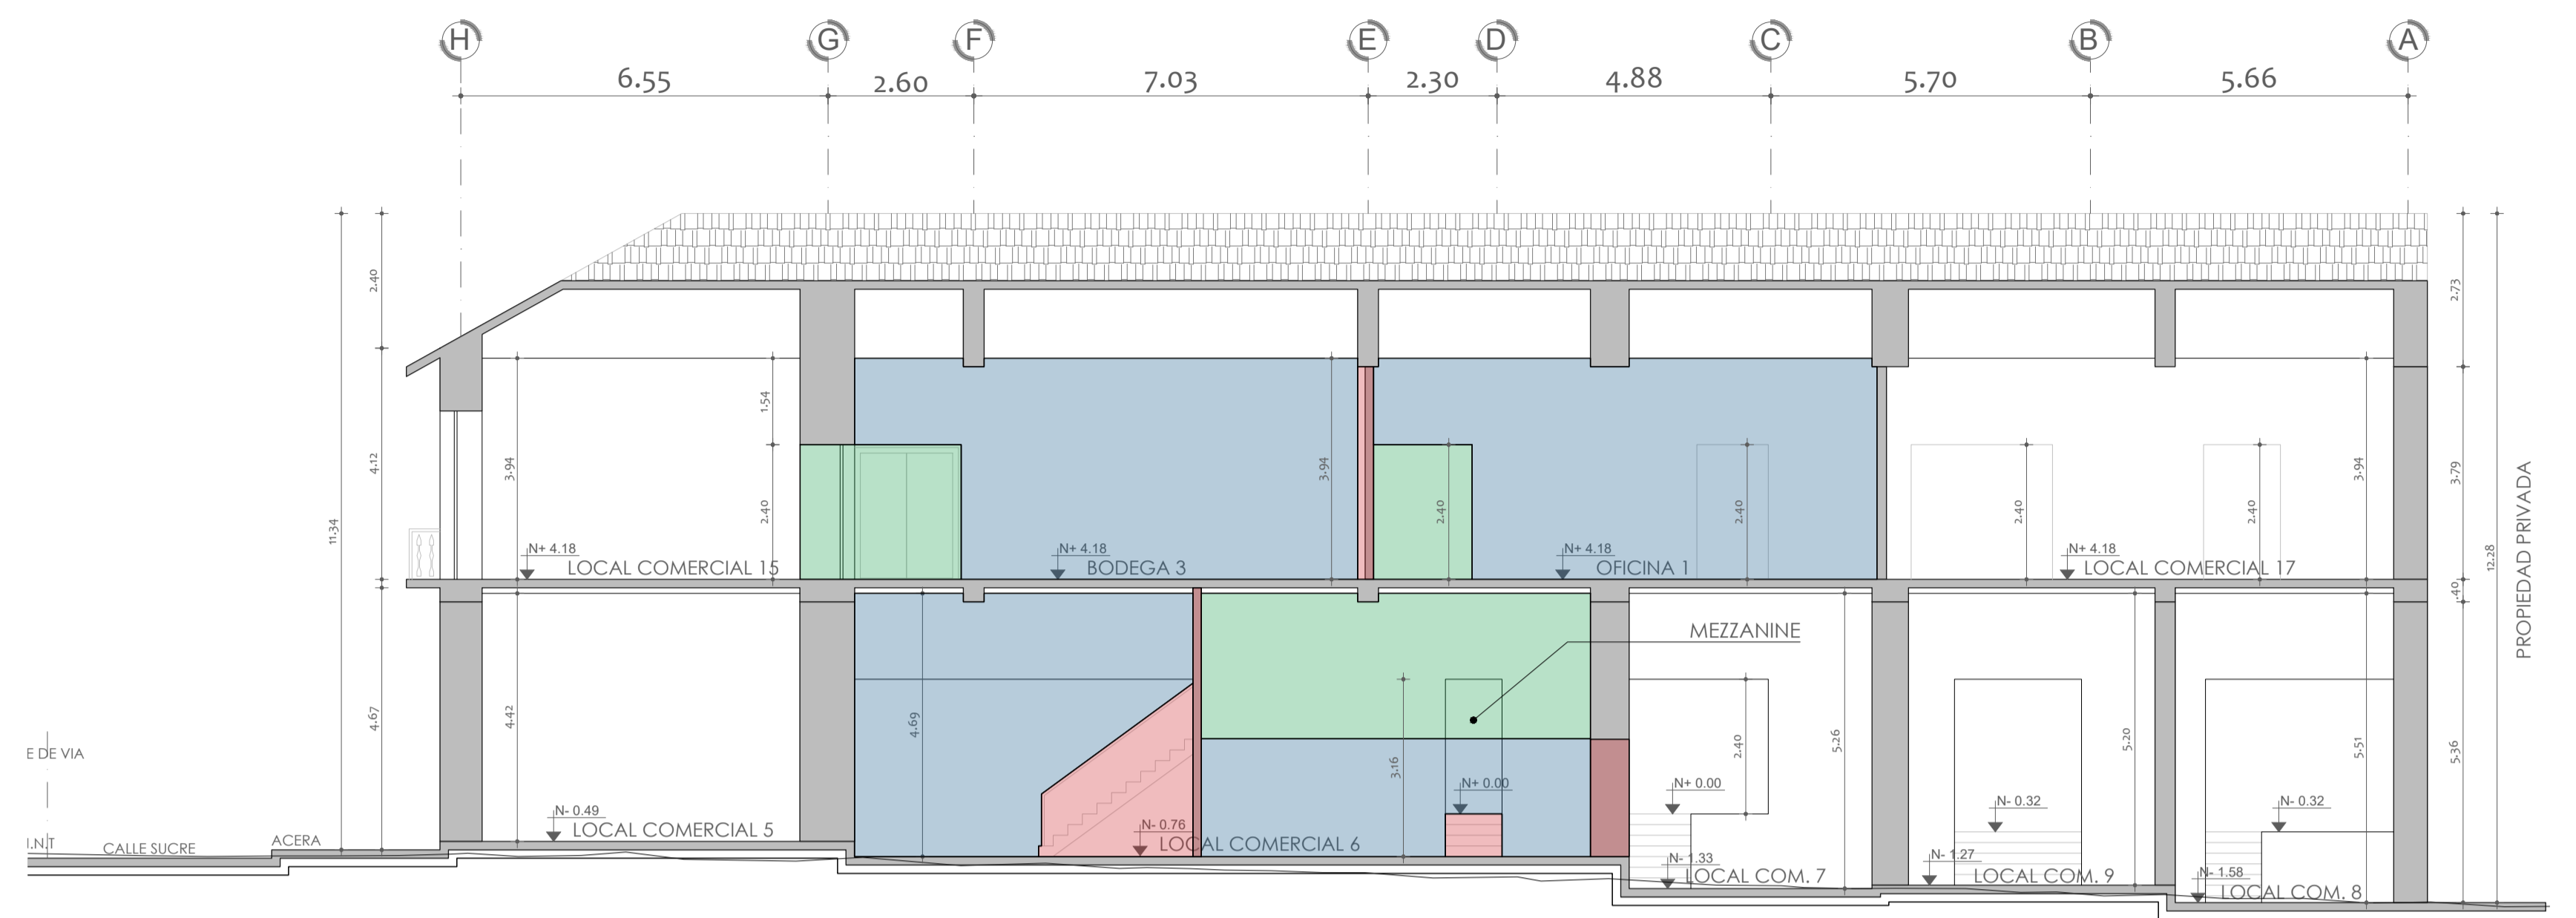 H G F E D C B A
6.55 2.60 7.03 2.30 4.88 5.70 5.66
2.40
2.73
11.34
4.12
3.94
1.54
2.40
3.94
2.40
2.40
2.40
2.40
3.94
3.79
12.28
PROPIEDAD PRIVADA
N+ 4.18
LOCAL COMERCIAL 15
N+ 4.18
BODEGA 3
N+ 4.18
OFICINA 1
N+ 4.18
LOCAL COMERCIAL 17
.40
MEZZANINE
4.67
4.42
4.69
3.16
2.40
5.26
5.20
5.51
5.36
E DE VIA
N+ 0.00
N+ 0.00
N- 0.32
N- 0.32
N- 0.49
LOCAL COMERCIAL 5
N- 0.76
LOCAL COMERCIAL 6
I.N.T
CALLE SUCRE
ACERA
N- 1.33
LOCAL COM. 7
N- 1.27
LOCAL COM. 9
N- 1.58
LOCAL COM. 8